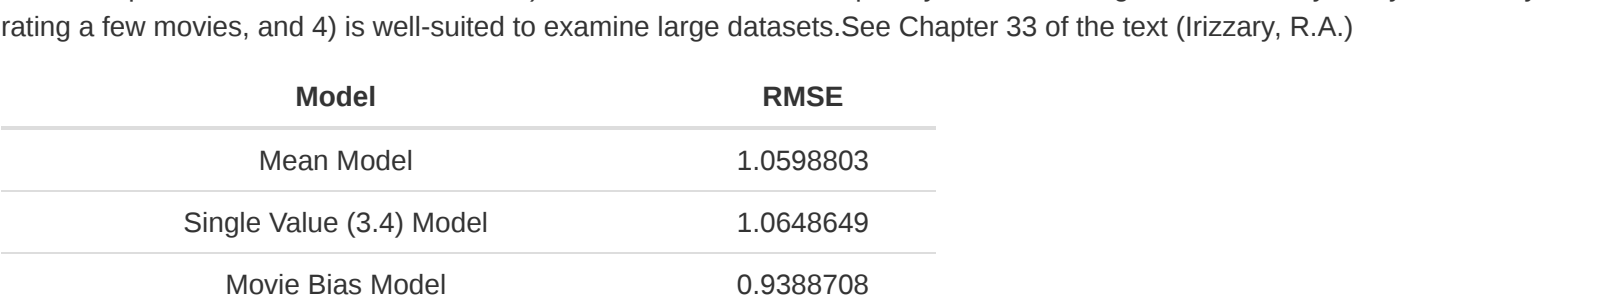 rating a few movies, and 4) is well-suited to examine large datasets.See Chapter 33 of the text (Irizzary, R.A.)
Model RMSE
Mean Model 1.0598803
Single Value (3.4) Model 1.0648649
Movie Bias Model 0.9388708